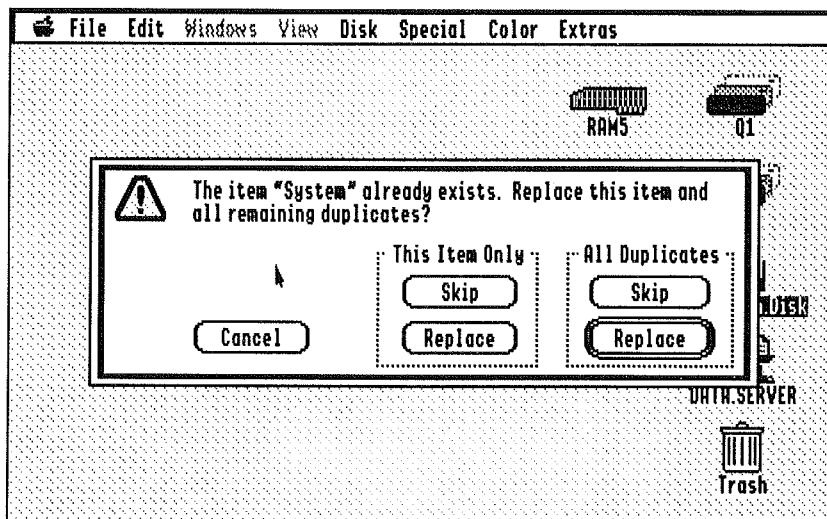 File Edit Windows View Disk Special Color Extras
RAM5
Q1
The item "System" already exists. Replace this item and
all remaining duplicates?
This Item Only
All Duplicates
Skip
Skip
Cancel
Replace
Replace
Disk
DATA.SERVER
Trash